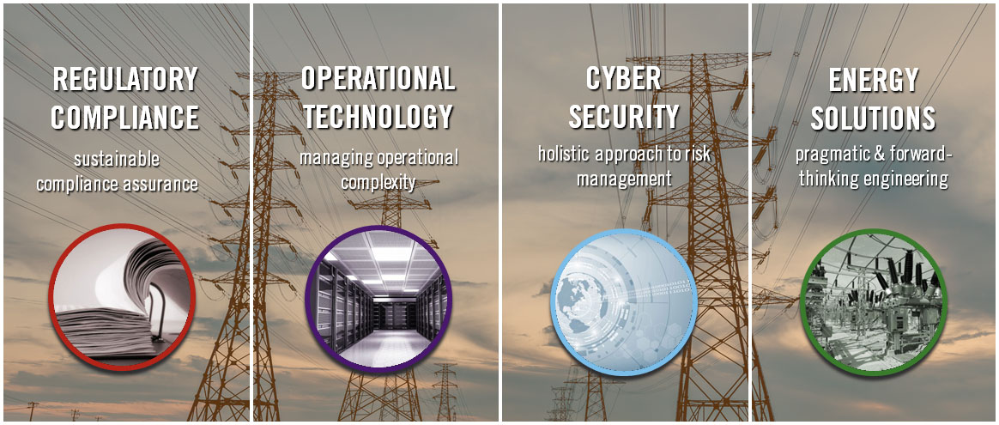 REGULATORY
COMPLIANCE
sustainable
compliance assurance
OPERATIONAL
TECHNOLOGY
managing operational
complexity
CYBER
SECURITY
holistic approach to risk
management
ENERGY
SOLUTIONS
pragmatic & forward-
thinking engineering